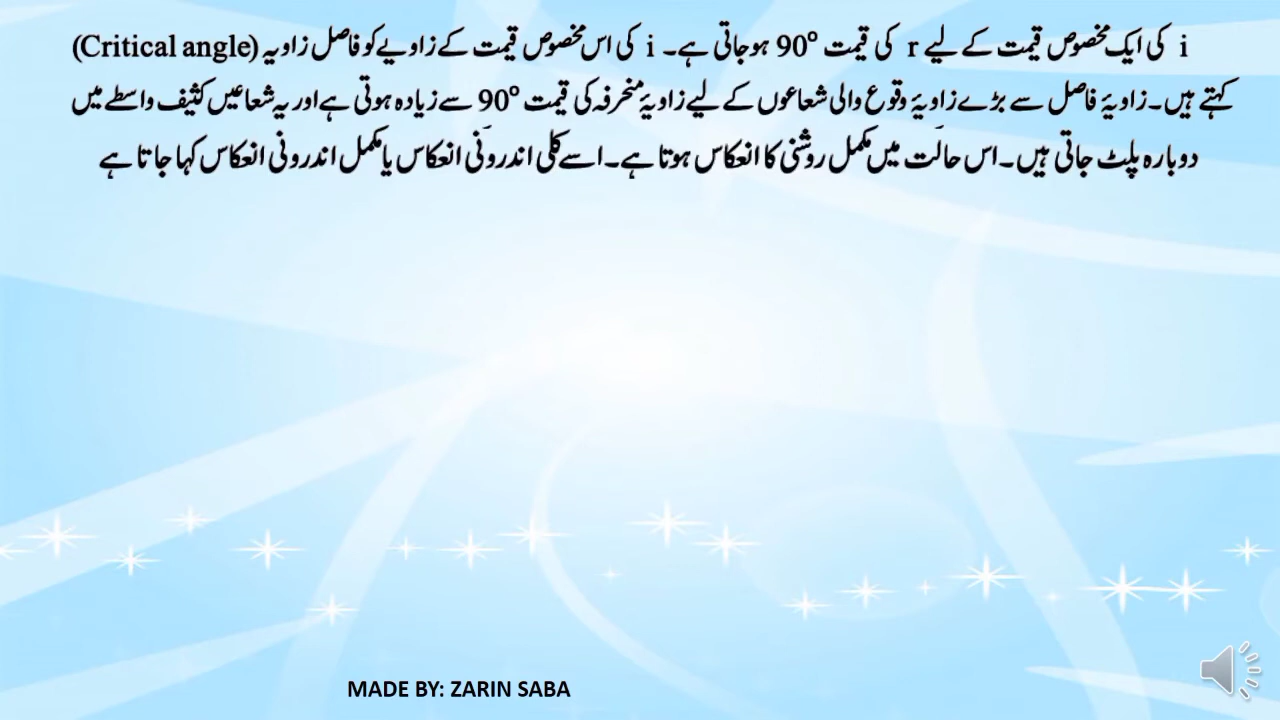 i کی ایک مخصوص قیمت کے لیے r کی قیمت 90° ہوجاتی ہے۔ i کی اس مخصوص قیمت کے زاویے کو فاصل زاویہ (Critical angle)
کہتے ہیں۔ زاویۂ فاصل سے بڑے زاویۂ وقوع والی شعاعوں کے لیے زاویۂ منحرفہ کی قیمت 90° سے زیادہ ہوتی ہے اور یہ شعاعیں کثیف واسطے میں
دوبارہ پلٹ جاتی ہیں۔ اس حالت میں مکمل روشنی کا انعکاس ہوتا ہے۔ اسے کلی اندرونی انعکاس یا مکمل اندرونی انعکاس کہا جاتا ہے
MADE BY: ZARIN SABA